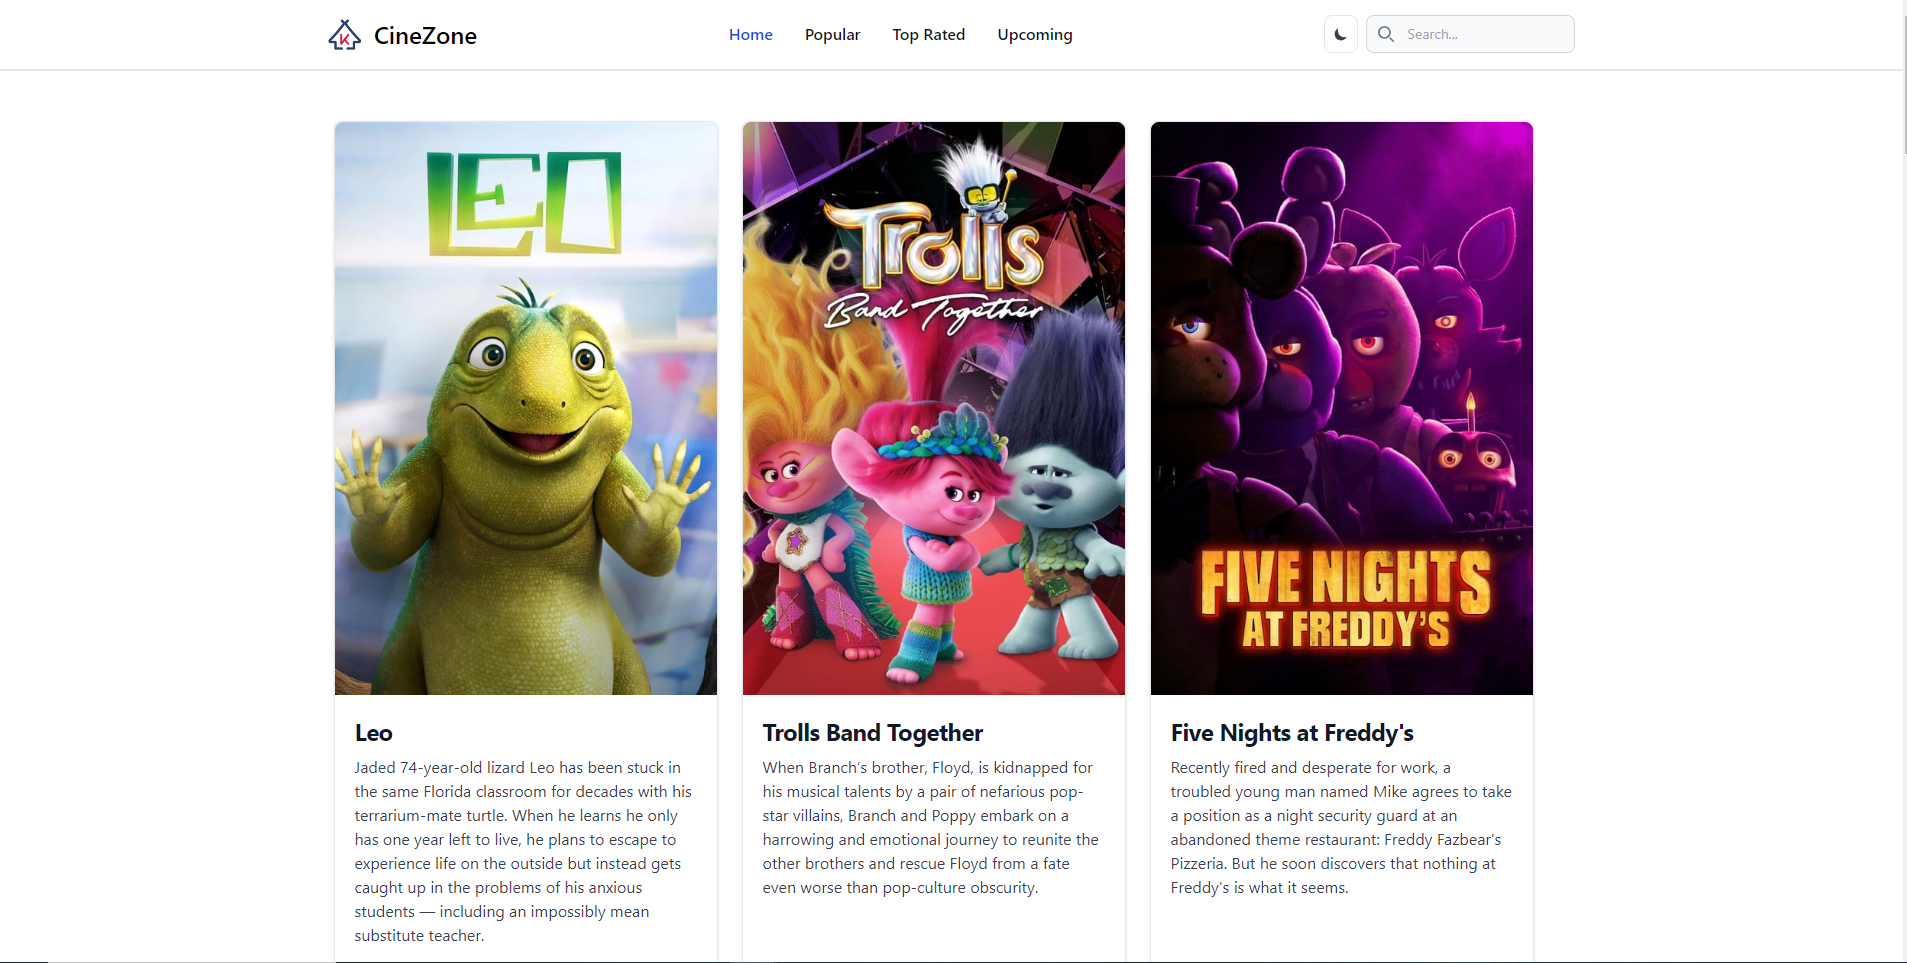 K
CineZone
Home
Popular
Top Rated
Upcoming
Search...
LEO
Trolls
Band Together
FIVE NIGHTS
AT FREDDY'S
Leo
Jaded 74-year-old lizard Leo has been stuck in
the same Florida classroom for decades with his
terrarium-mate turtle. When he learns he only
has one year left to live, he plans to escape to
experience life on the outside but instead gets
caught up in the problems of his anxious
students — including an impossibly mean
substitute teacher.
Trolls Band Together
When Branch’s brother, Floyd, is kidnapped for
his musical talents by a pair of nefarious pop-
star villains, Branch and Poppy embark on a
harrowing and emotional journey to reunite the
other brothers and rescue Floyd from a fate
even worse than pop-culture obscurity.
Five Nights at Freddy's
Recently fired and desperate for work, a
troubled young man named Mike agrees to take
a position as a night security guard at an
abandoned theme restaurant: Freddy Fazbear's
Pizzeria. But he soon discovers that nothing at
Freddy's is what it seems.